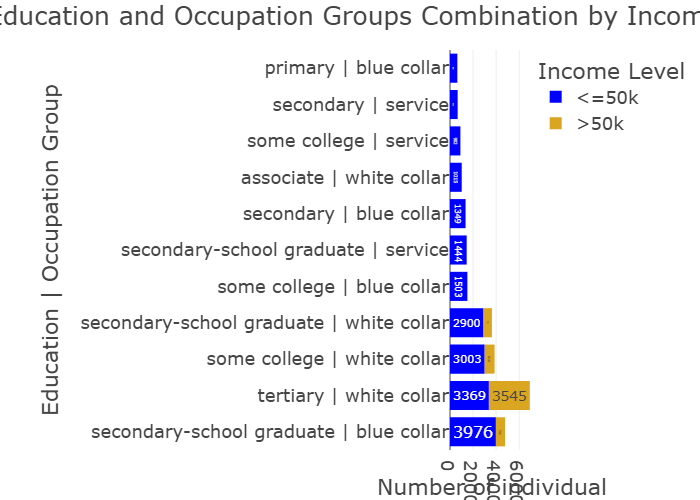 Education and Occupation Groups Combination by Incom
Income Level
<=50k
>50k
Education | Occupation Group
primary | blue collar
secondary | service
some college | service
associate | white collar
secondary | blue collar 1349
secondary-school graduate | service 1444
some college | blue collar 1503
secondary-school graduate | white collar 2900
some college | white collar 3003
tertiary | white collar 3369 3545
secondary-school graduate | blue collar 3976
0 2000 4000 6000
Number of individual